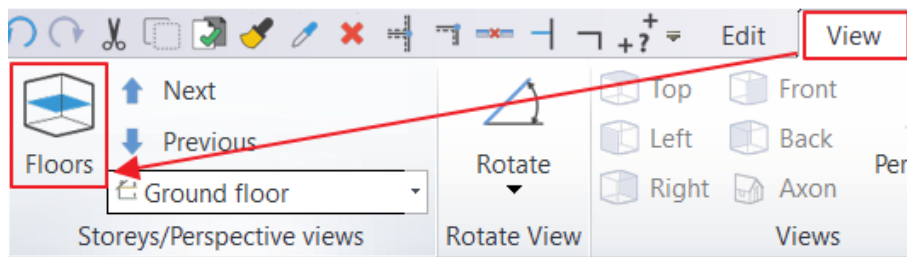 Edit View
Next Top Front
Previous Left Back
Floors Rotate
Ground floor Right Axon
Storeys/Perspective views Rotate View Views